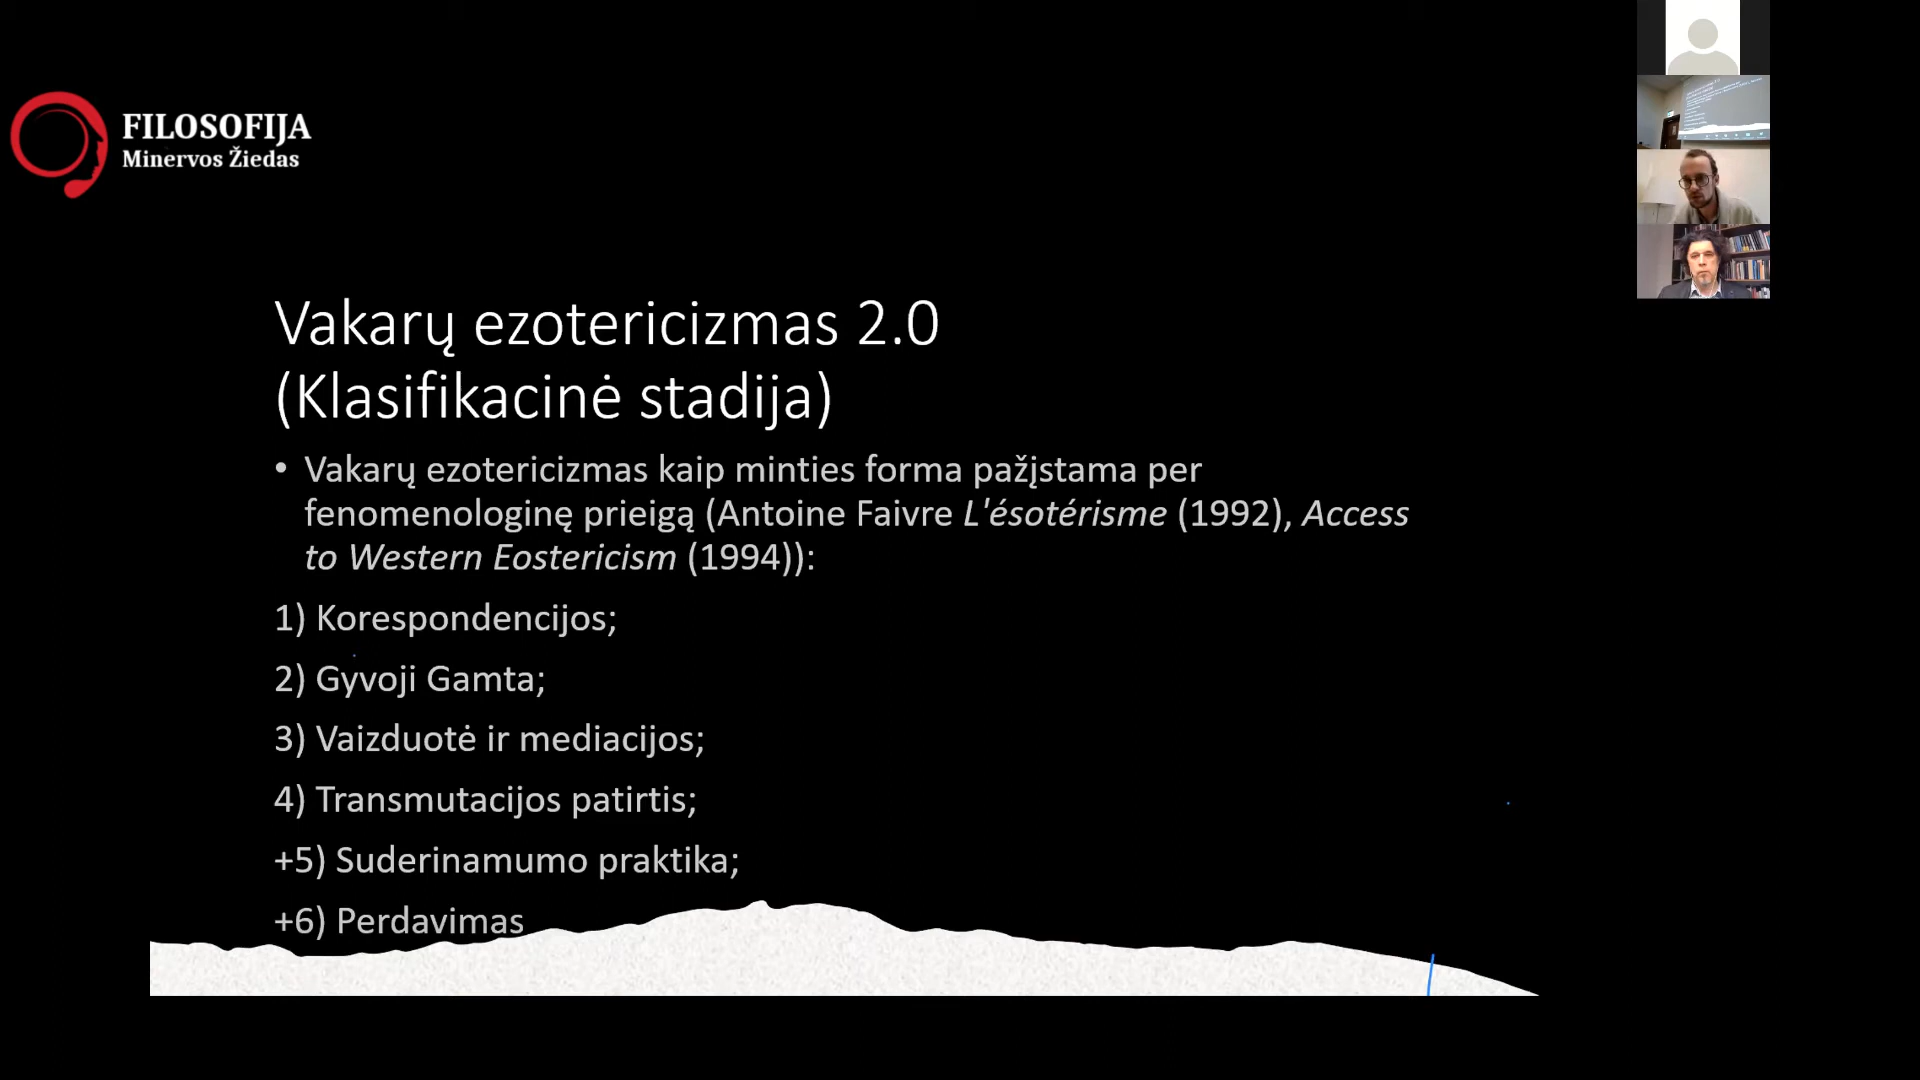 FILOSOFIJA
Minervos Žiedas
Vakarų ezotericizmas 2.0
(Klasifikacinė stadija)
• Vakarų ezotericizmas kaip minties forma pažįstama per
fenomenologinę prieigą (Antoine Faivre L'ésotérisme (1992), Access
to Western Eostericism (1994)):
1) Korespondencijos;
2) Gyvoji Gamta;
3) Vaizduotė ir mediacijos;
4) Transmutacijos patirtis;
+5) Suderinamumo praktika;
+6) Perdavimas